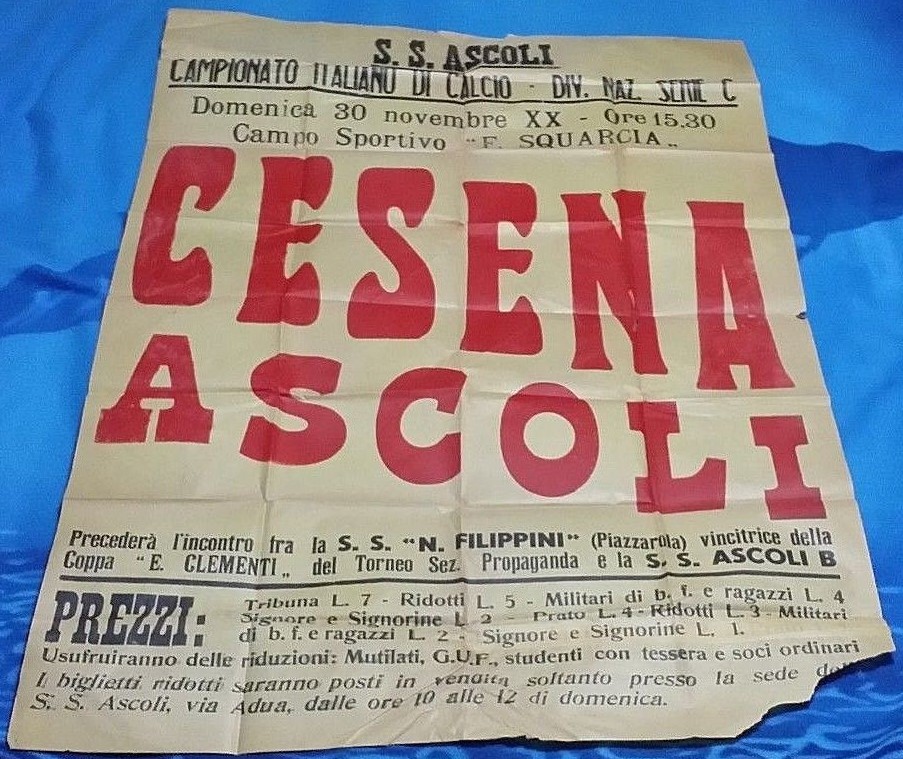 S. S. ASCOLI
CAMPIONATO ITALIANO DI CALCIO - DIV. NAZ. SERIE C
Domenica 30 novembre XX - Ore 15.30
Campo Sportivo "F. SQUARCIA"
CESENA
ASCOLI
Precederà l'incontro fra la S. S. "N. FILIPPINI" (Piazzarola) vincitrice della
Coppa "E. CLEMENTI" del Torneo Sez. Propaganda e la S. S. ASCOLI B
PREZZI:
Tribuna L. 7 - Ridotti L. 5 - Militari di b. f. e ragazzi L. 4
Signore e Signorine L. 2 - Prato L. 4 - Ridotti L. 3 - Militari
di b. f. e ragazzi L. 2 - Signore e Signorine L. 1.
Usufruiranno delle riduzioni: Mutilati, G.U.F., studenti con tessera e soci ordinari
I biglietti ridotti saranno posti in vendita soltanto presso la sede
S. S. Ascoli, via Adua, dalle ore 10 alle 12 di domenica.